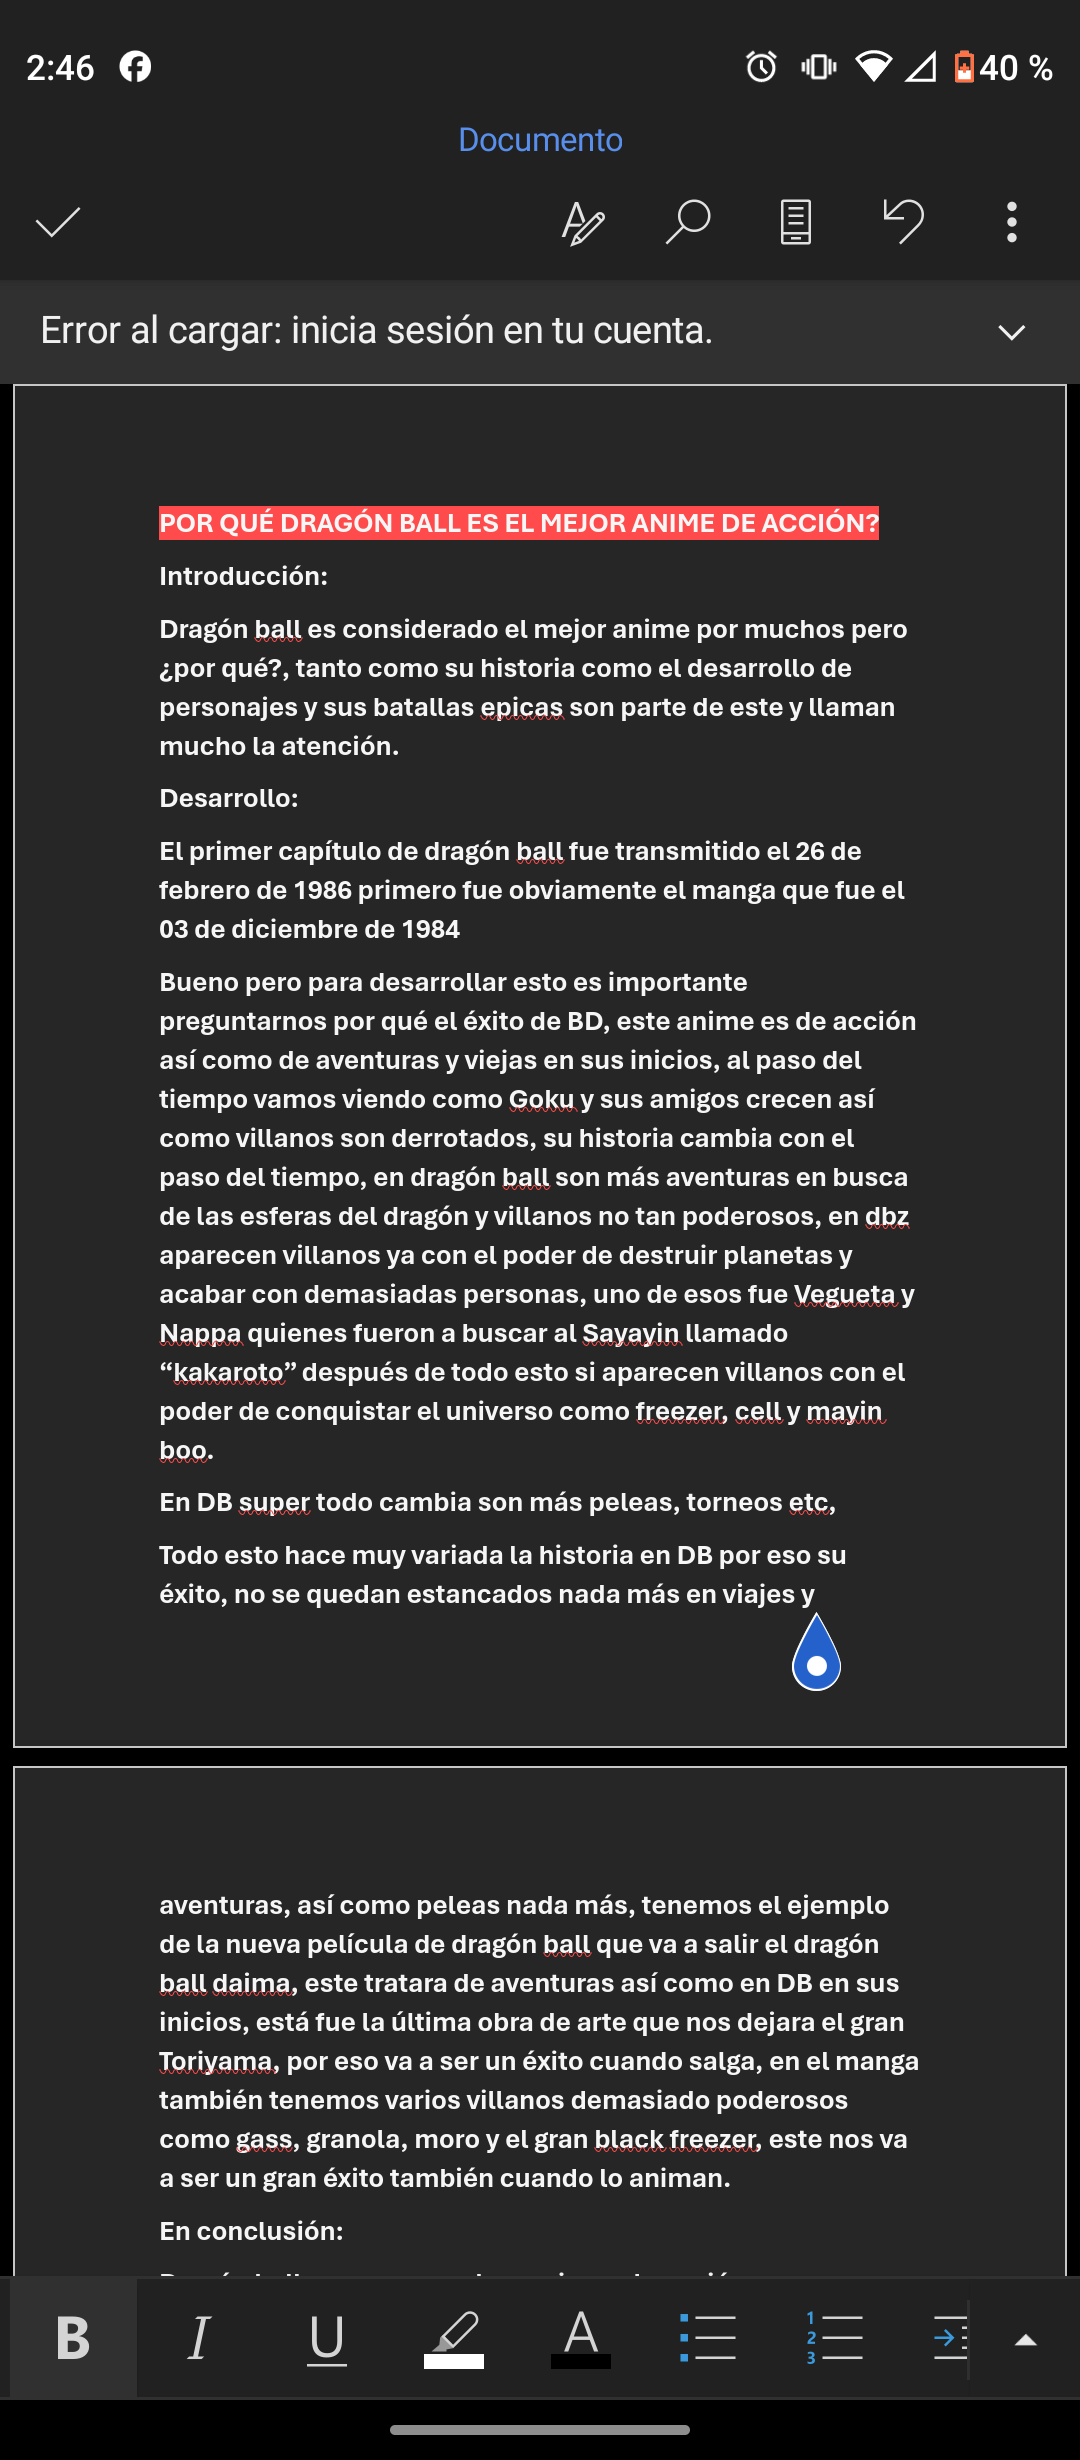 2:46
40 %
Documento
Error al cargar: inicia sesión en tu cuenta.
POR QUÉ DRAGÓN BALL ES EL MEJOR ANIME DE ACCIÓN?
Introducción:
Dragón ball es considerado el mejor anime por muchos pero
¿por qué?, tanto como su historia como el desarrollo de
personajes y sus batallas epicas son parte de este y llaman
mucho la atención.
Desarrollo:
El primer capítulo de dragón ball fue transmitido el 26 de
febrero de 1986 primero fue obviamente el manga que fue el
03 de diciembre de 1984
Bueno pero para desarrollar esto es importante
preguntarnos por qué el éxito de BD, este anime es de acción
así como de aventuras y viejas en sus inicios, al paso del
tiempo vamos viendo como Goku y sus amigos crecen así
como villanos son derrotados, su historia cambia con el
paso del tiempo, en dragón ball son más aventuras en busca
de las esferas del dragón y villanos no tan poderosos, en dbz
aparecen villanos ya con el poder de destruir planetas y
acabar con demasiadas personas, uno de esos fue Vegueta y
Nappa quienes fueron a buscar al Sayayin llamado
“kakaroto” después de todo esto si aparecen villanos con el
poder de conquistar el universo como freezer, cell y mayin
boo.
En DB super todo cambia son más peleas, torneos etc,
Todo esto hace muy variada la historia en DB por eso su
éxito, no se quedan estancados nada más en viajes y
aventuras, así como peleas nada más, tenemos el ejemplo
de la nueva película de dragón ball que va a salir el dragón
ball daima, este tratara de aventuras así como en DB en sus
inicios, está fue la última obra de arte que nos dejara el gran
Toriyama, por eso va a ser un éxito cuando salga, en el manga
también tenemos varios villanos demasiado poderosos
como gass, granola, moro y el gran black freezer, este nos va
a ser un gran éxito también cuando lo animan.
En conclusión:
B I U A 1 2 3